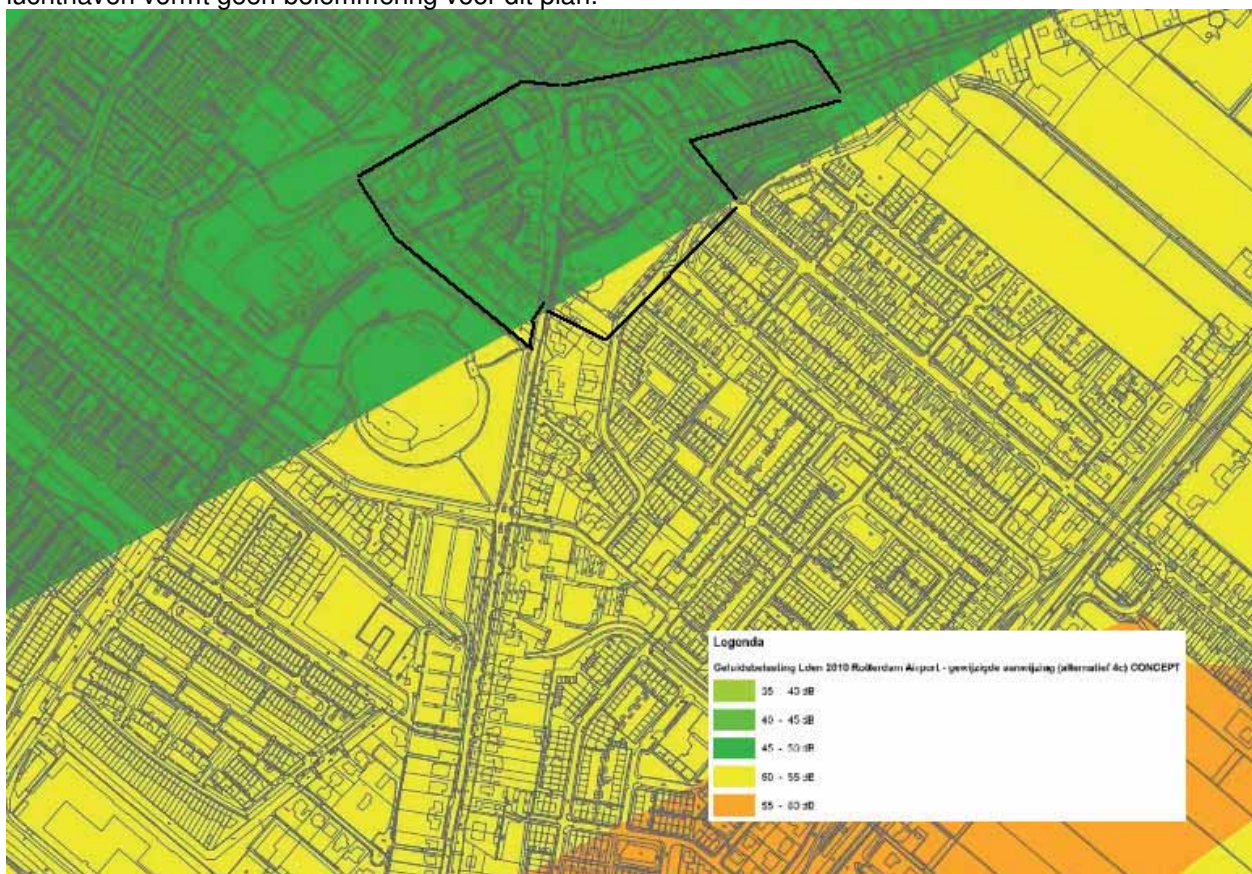 luchthaven vormt geen belemmering voor dit plan.
Legenda
Geluidsbelasting Lden 2010 Rotterdam Airport - gewijzigde aanwijzing (alternatief 4c) CONCEPT
35 - 40 dB
40 - 45 dB
45 - 50 dB
50 - 55 dB
55 - 60 dB